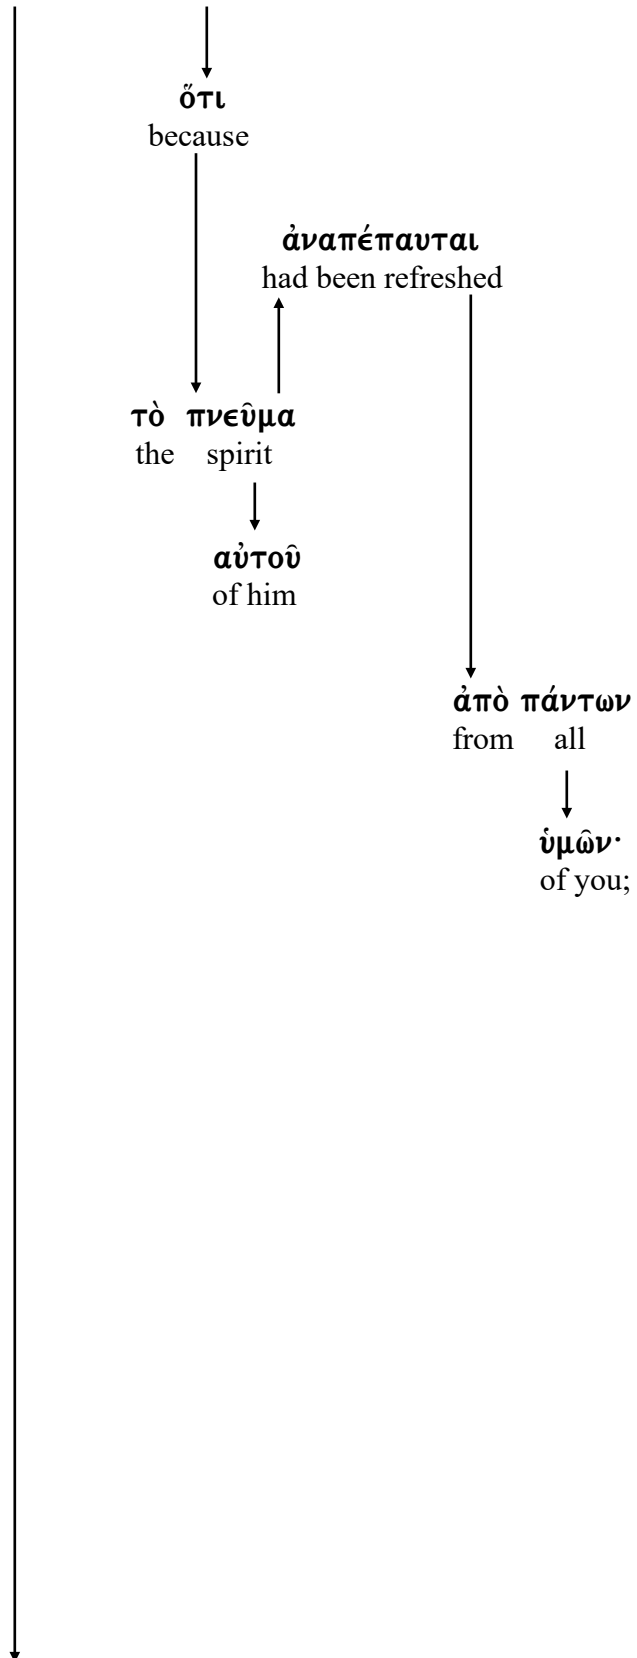 ὅτι
because
ἀναπέπαυται
had been refreshed
τὸ πνεῦμα
the spirit
αὐτοῦ
of him
ἀπὸ πάντων
from all
ὑμῶν·
of you;